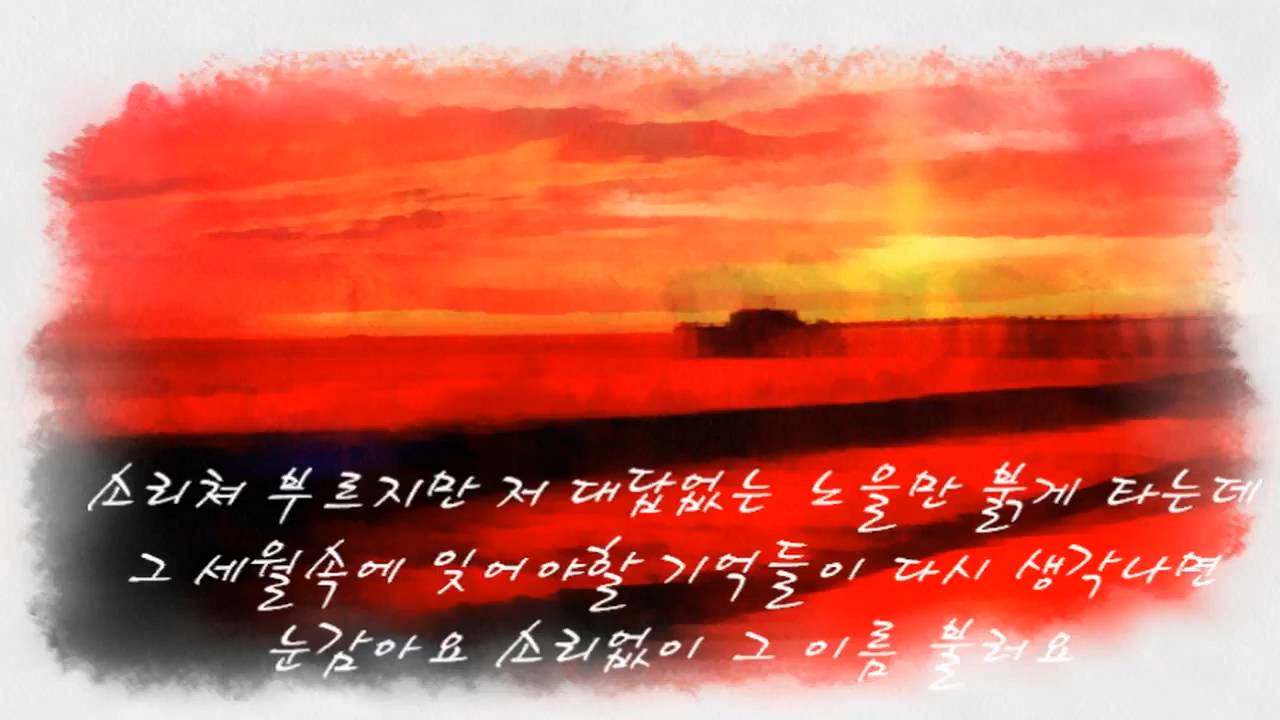 소리쳐 부르지만 저 대답없는 노을만 붉게 타는데
그 세월속에 잊어야할 기억들이 다시 생각나면
눈감아요 소리없이 그 이름 불러요